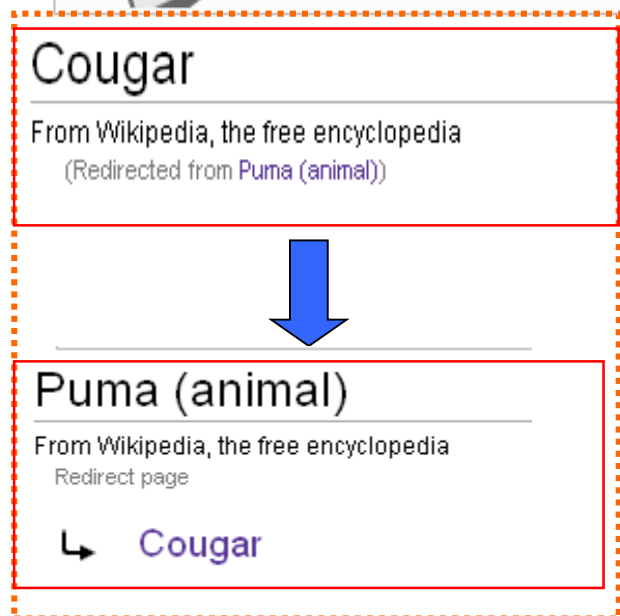 Cougar
From Wikipedia, the free encyclopedia
(Redirected from Puma (animal))
Puma (animal)
From Wikipedia, the free encyclopedia
Redirect page
Cougar